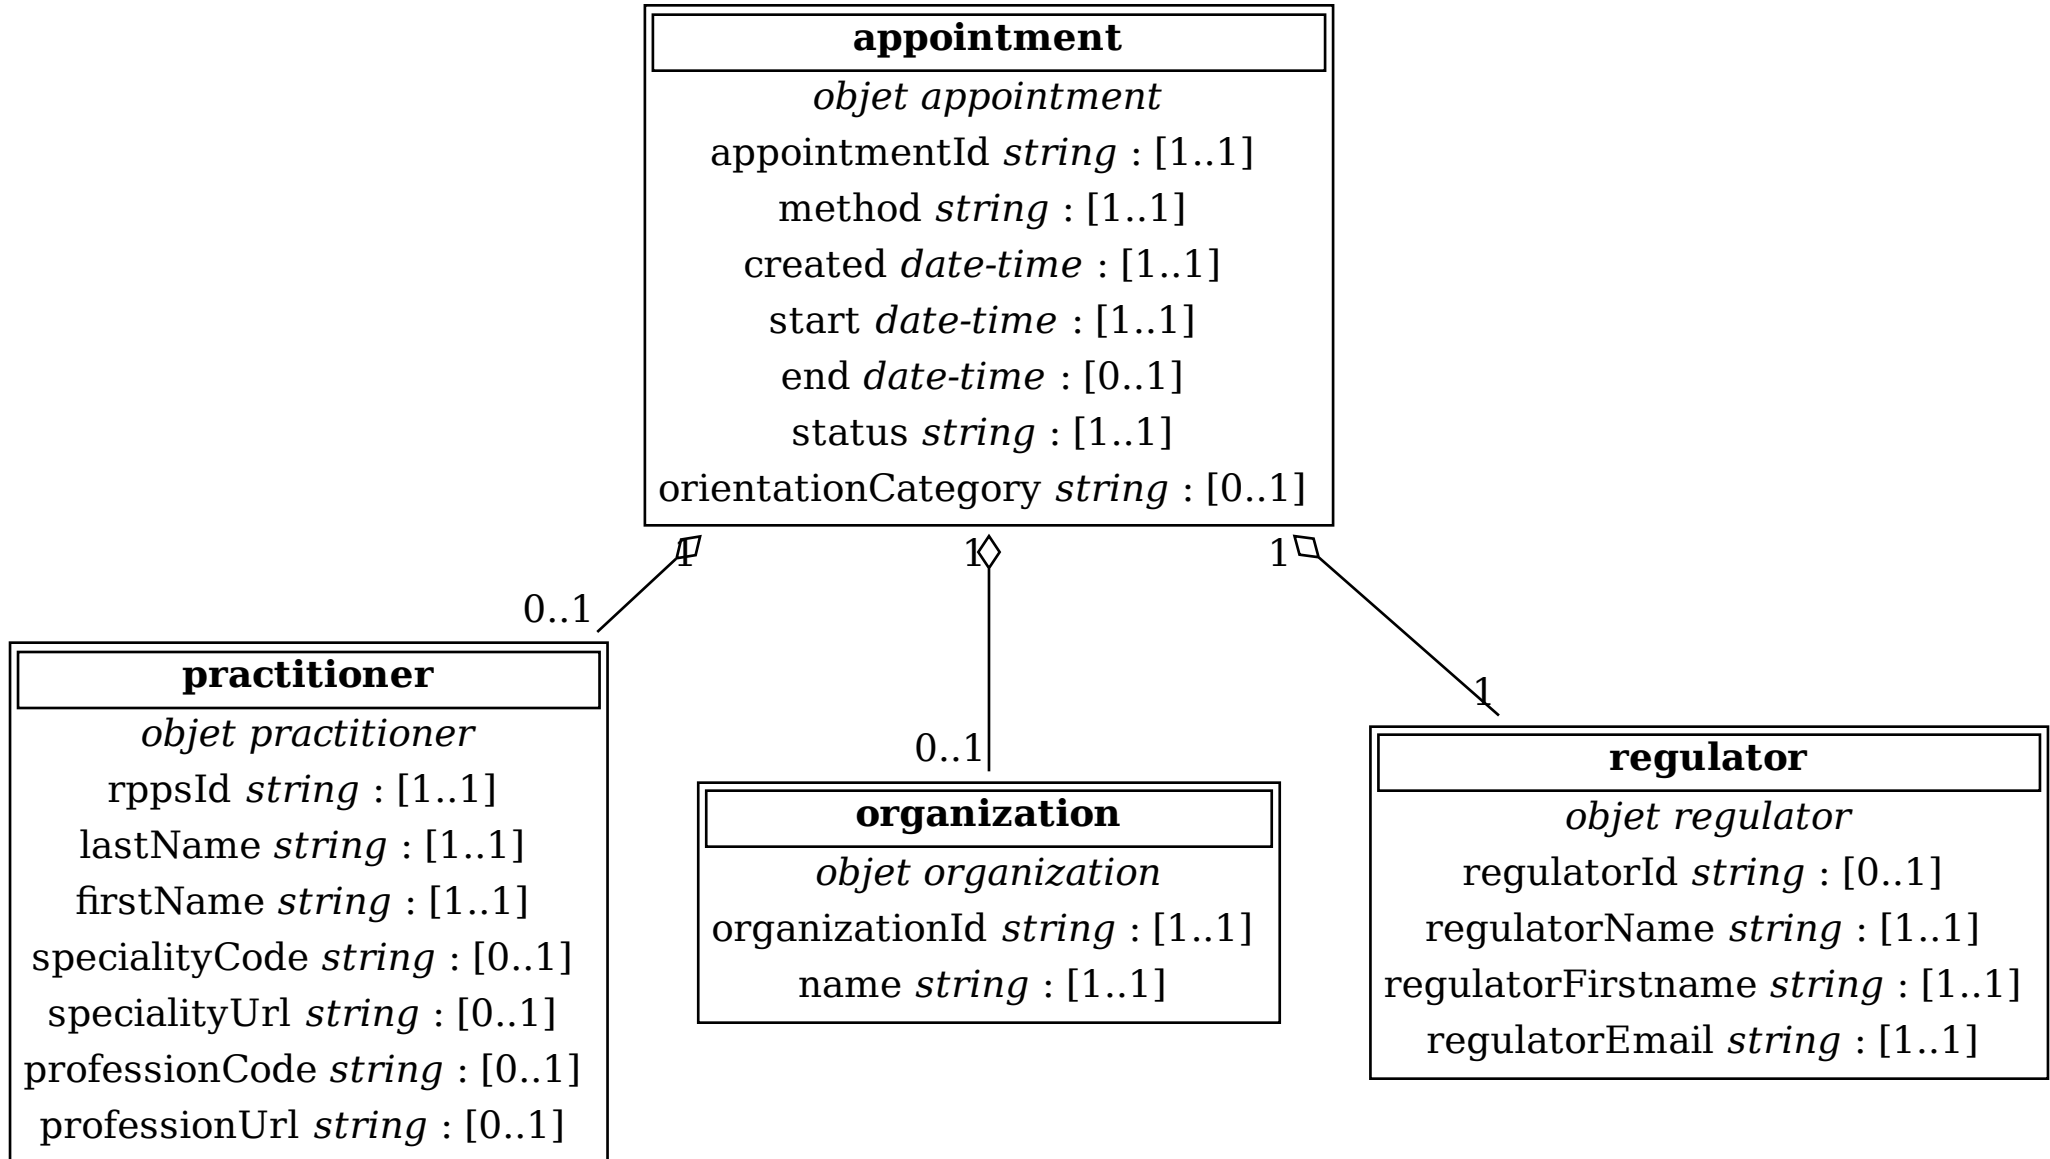 appointment
objet appointment
appointmentId string : [1..1]
method string : [1..1]
created date-time : [1..1]
start date-time : [1..1]
end date-time : [0..1]
status string : [1..1]
orientationCategory string : [0..1]
1
0..1
1
0..1
1
1
practitioner
objet practitioner
rppsId string : [1..1]
lastName string : [1..1]
firstName string : [1..1]
specialityCode string : [0..1]
specialityUrl string : [0..1]
professionCode string : [0..1]
professionUrl string : [0..1]
organization
objet organization
organizationId string : [1..1]
name string : [1..1]
regulator
objet regulator
regulatorId string : [0..1]
regulatorName string : [1..1]
regulatorFirstname string : [1..1]
regulatorEmail string : [1..1]